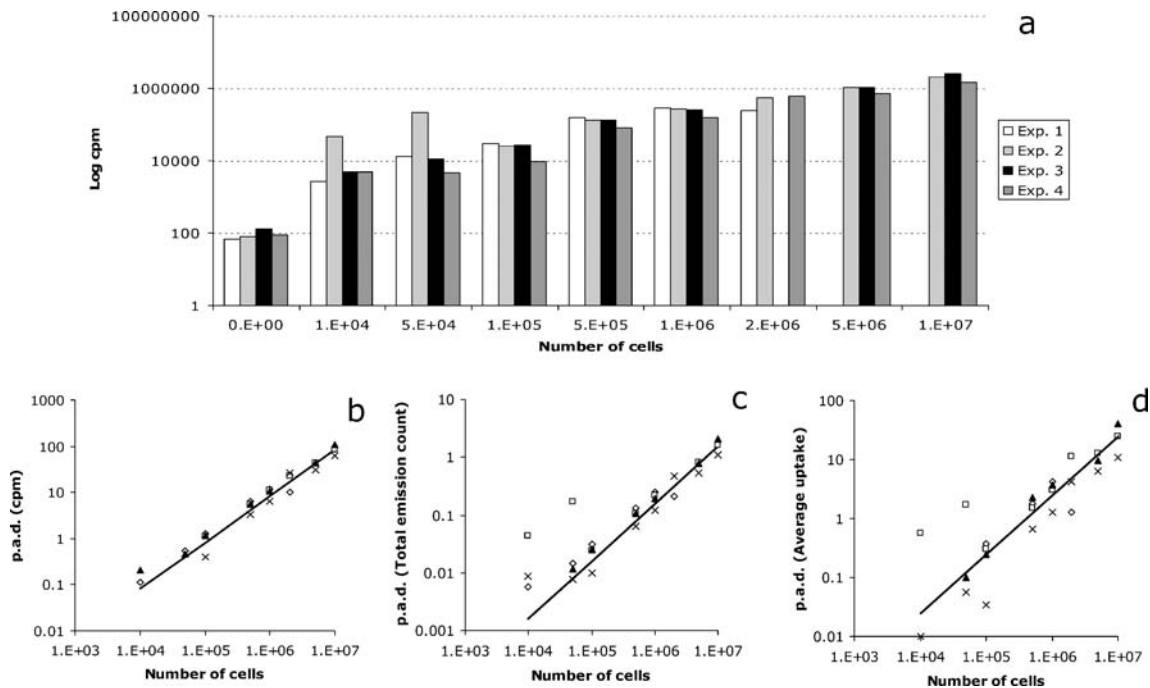 a
100000000
1000000
10000
100
1
Log cpm
0.E+00 1.E+04 5.E+04 1.E+05 5.E+05 1.E+06 2.E+06 5.E+06 1.E+07
Number of cells
Exp. 1
Exp. 2
Exp. 3
Exp. 4
b
1000
100
10
1
0.1
0.01
p.a.d. (cpm)
1.E+03 1.E+04 1.E+05 1.E+06 1.E+07
Number of cells
c
10
1
0.1
0.01
0.001
p.a.d. (Total emission count)
1.E+03 1.E+04 1.E+05 1.E+06 1.E+07
Number of cells
d
100
10
1
0.1
0.01
p.a.d. (Average uptake)
1.E+03 1.E+04 1.E+05 1.E+06 1.E+07
Number of cells